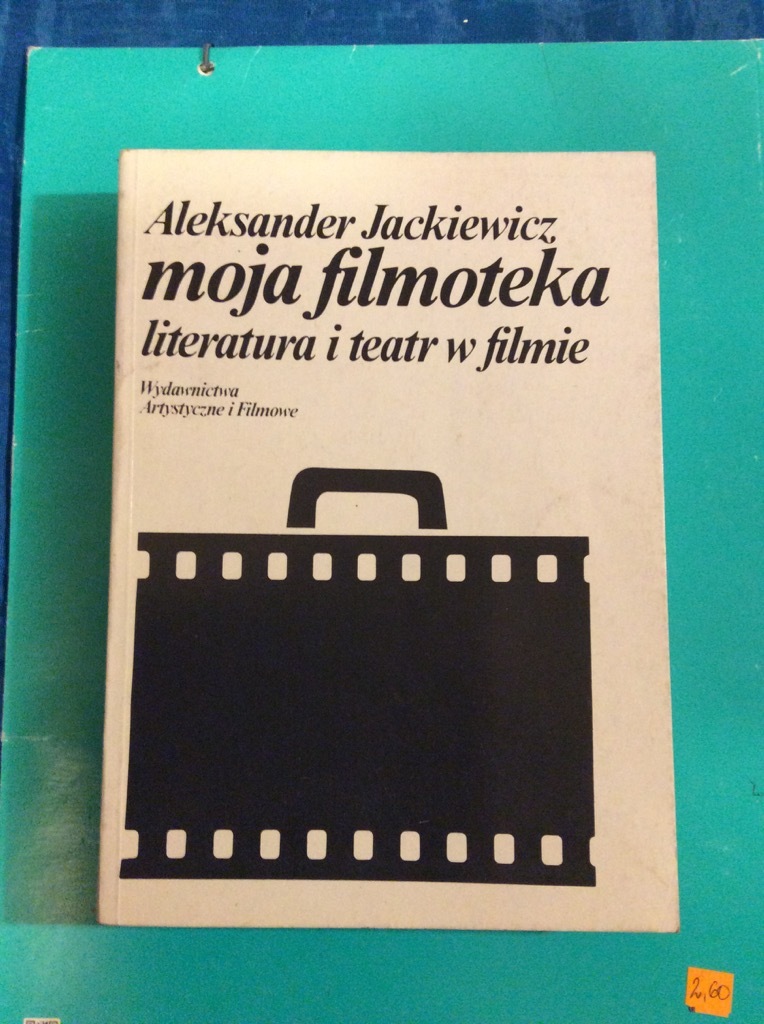 Aleksander Jackiewicz
moja filmoteka
literatura i teatr w filmie
Wydawnictwa
Artystyczne i Filmowe
2,60